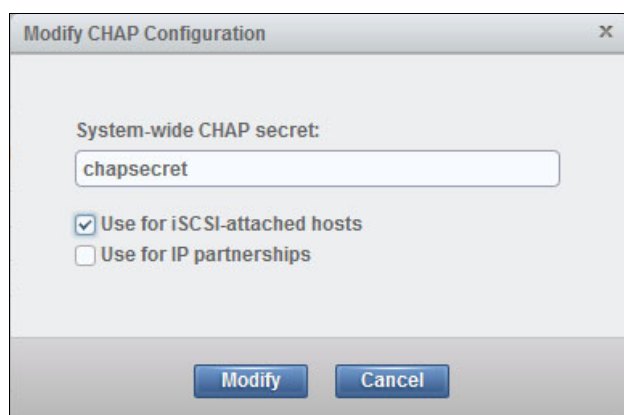 Modify CHAP Configuration
x
System-wide CHAP secret:
chapsecret
Use for iSCSI-attached hosts
Use for IP partnerships
Modify
Cancel